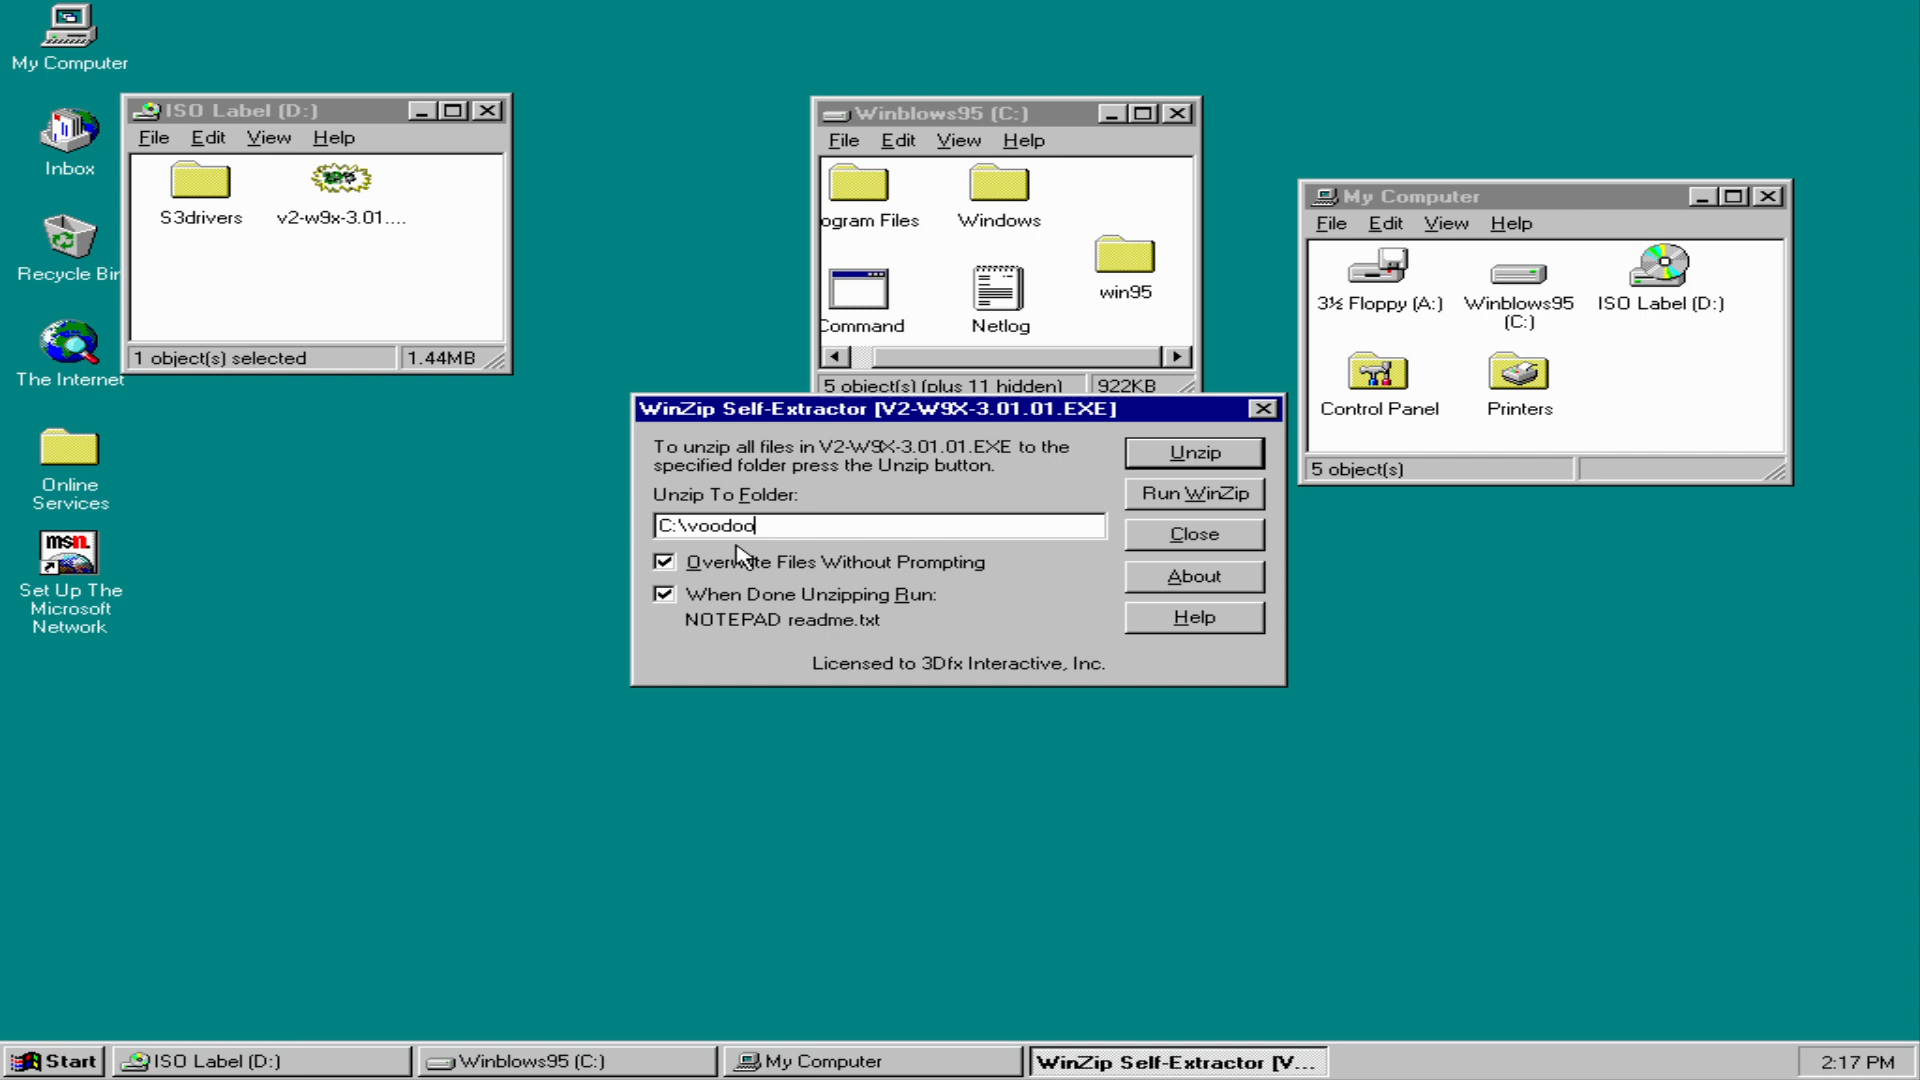 My Computer
Inbox
Recycle Bin
The Internet
Online
Services
msn.
Set Up The
Microsoft
Network
ISO Label (D:)
File Edit View Help
S3drivers v2-w9x-3.01....
1 object(s) selected 1.44MB
Winblows95 (C:)
File Edit View Help
ogram Files Windows
win95
Command Netlog
5 object(s) (plus 11 hidden) 922KB
My Computer
File Edit View Help
3½ Floppy (A:) Winblows95 (C:) ISO Label (D:)
Control Panel Printers
5 object(s)
WinZip Self-Extractor [V2-W9X-3.01.01.EXE]
To unzip all files in V2-W9X-3.01.01.EXE to the
specified folder press the Unzip button.
Unzip To Folder:
C:\voodoo
Overwrite Files Without Prompting
When Done Unzipping Run:
NOTEPAD readme.txt
Unzip
Run WinZip
Close
About
Help
Licensed to 3Dfx Interactive, Inc.
Start ISO Label (D:) Winblows95 (C:) My Computer WinZip Self-Extractor [V... 2:17 PM